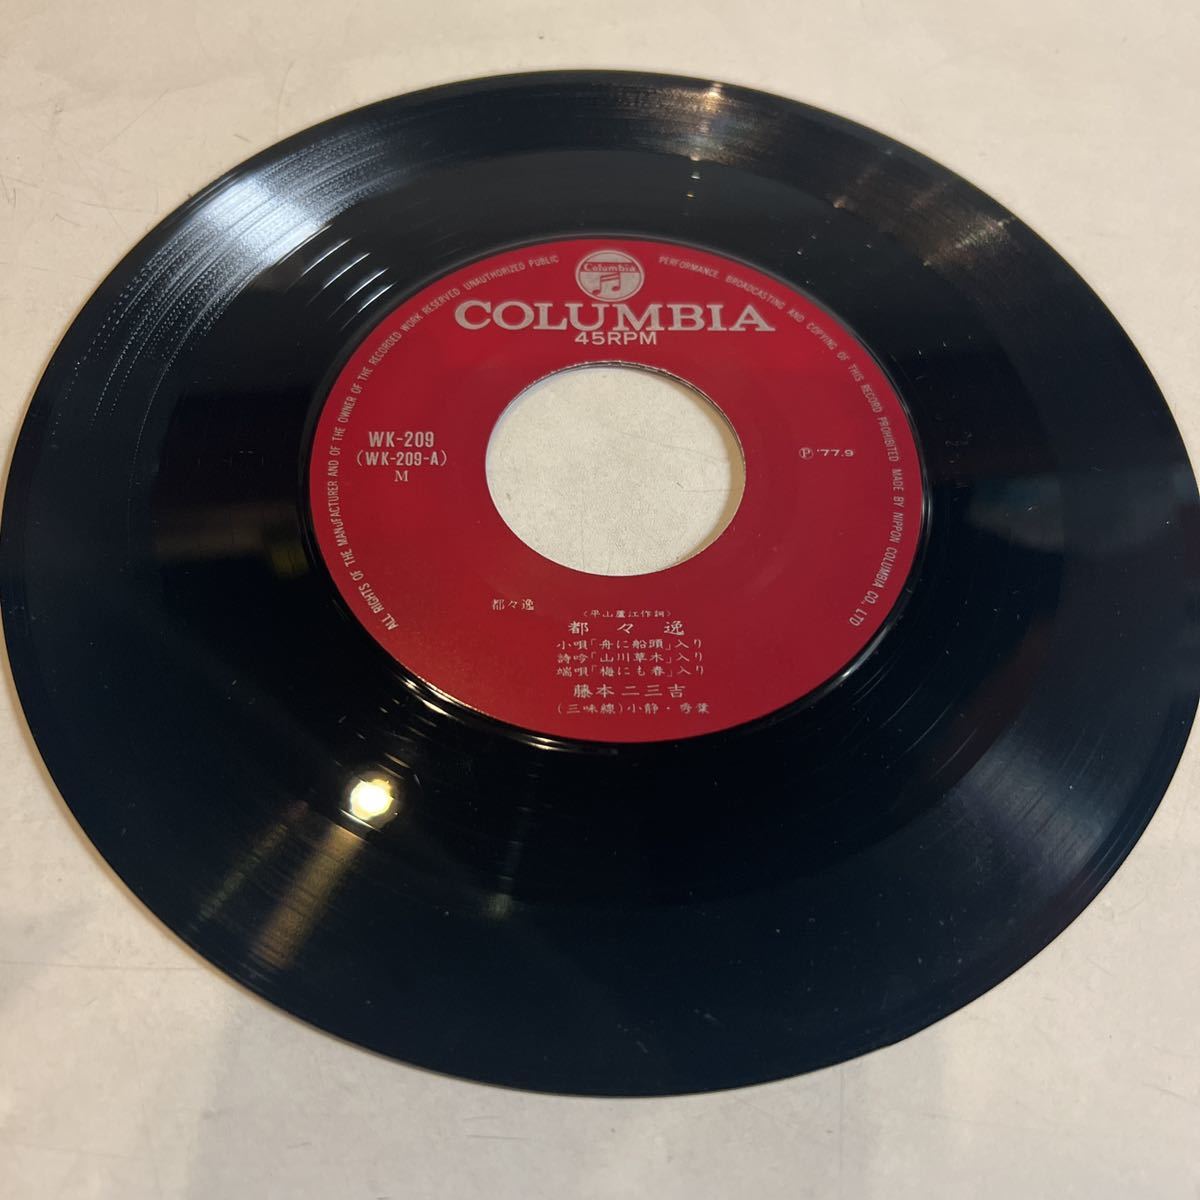 ALL RIGHTS OF THE MANUFACTURER AND OF THE OWNER OF THE RECORDED WORK RESERVED UNAUTHORIZED PUBLIC PERFORMANCE, BROADCASTING AND COPYING OF THIS RECORD PROHIBITED MADE BY NIPPON COLUMBIA CO., LTD
Columbia
COLUMBIA
45RPM
WK-209
(WK-209-A)
M
Ⓟ '77.9
都々逸
〈平山蘆江作詞〉
都々逸
小唄「舟に船頭」入り
詩吟「山川草木」入り
端唄「梅にも春」入り
藤本二三吉
(三味線)小静・秀葉